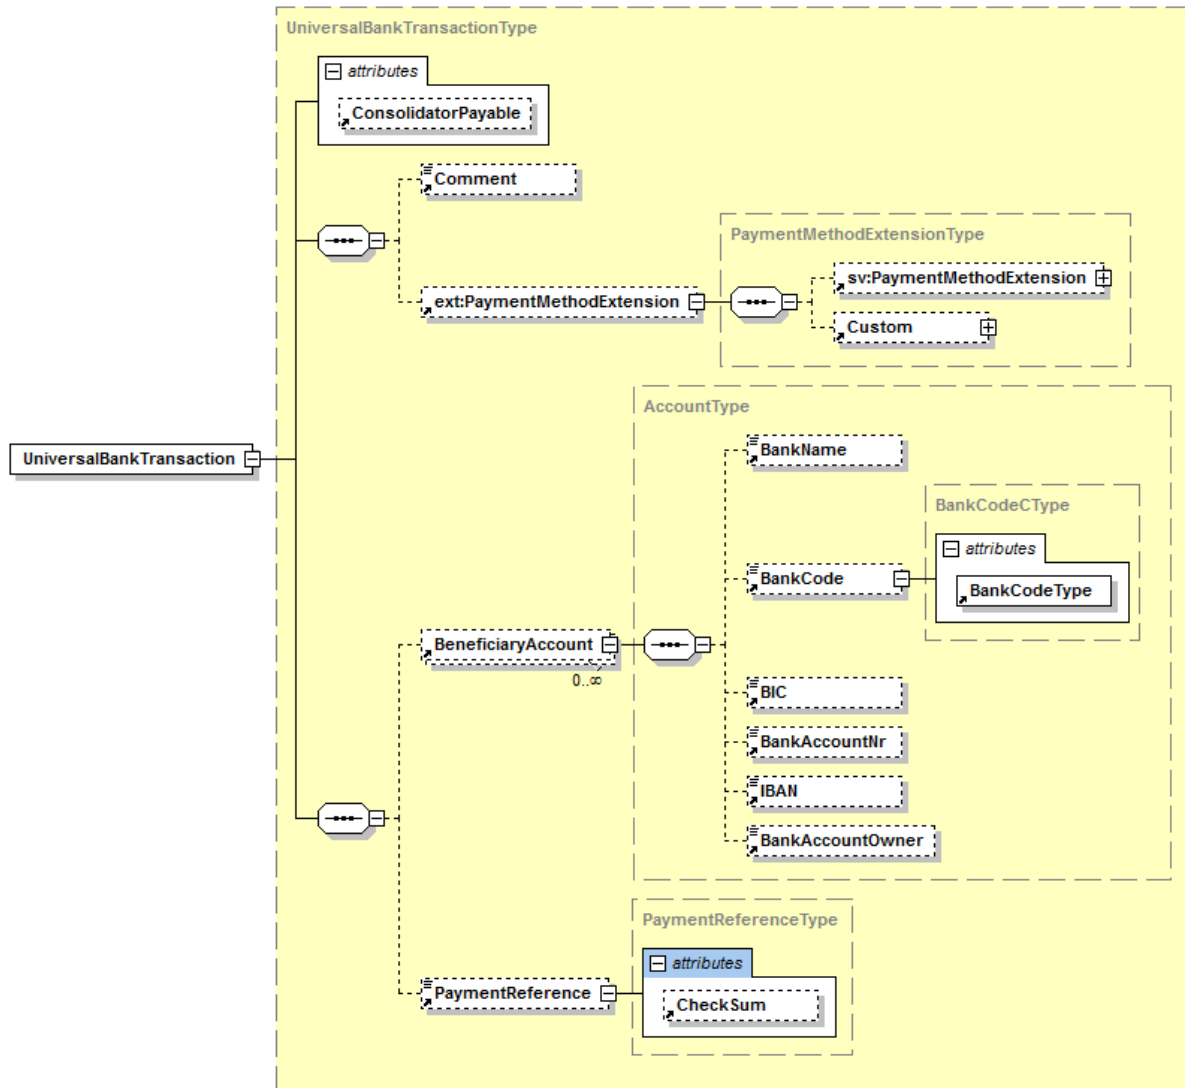 UniversalBankTransactionType
attributes
ConsolidatorPayable
Comment
PaymentMethodExtensionType
sv:PaymentMethodExtension
ext:PaymentMethodExtension
Custom
AccountType
BankName
UniversalBankTransaction
BankCodeCType
attributes
BankCode
BankCodeType
BeneficiaryAccount
0..∞
BIC
BankAccountNr
IBAN
BankAccountOwner
PaymentReferenceType
attributes
PaymentReference
CheckSum